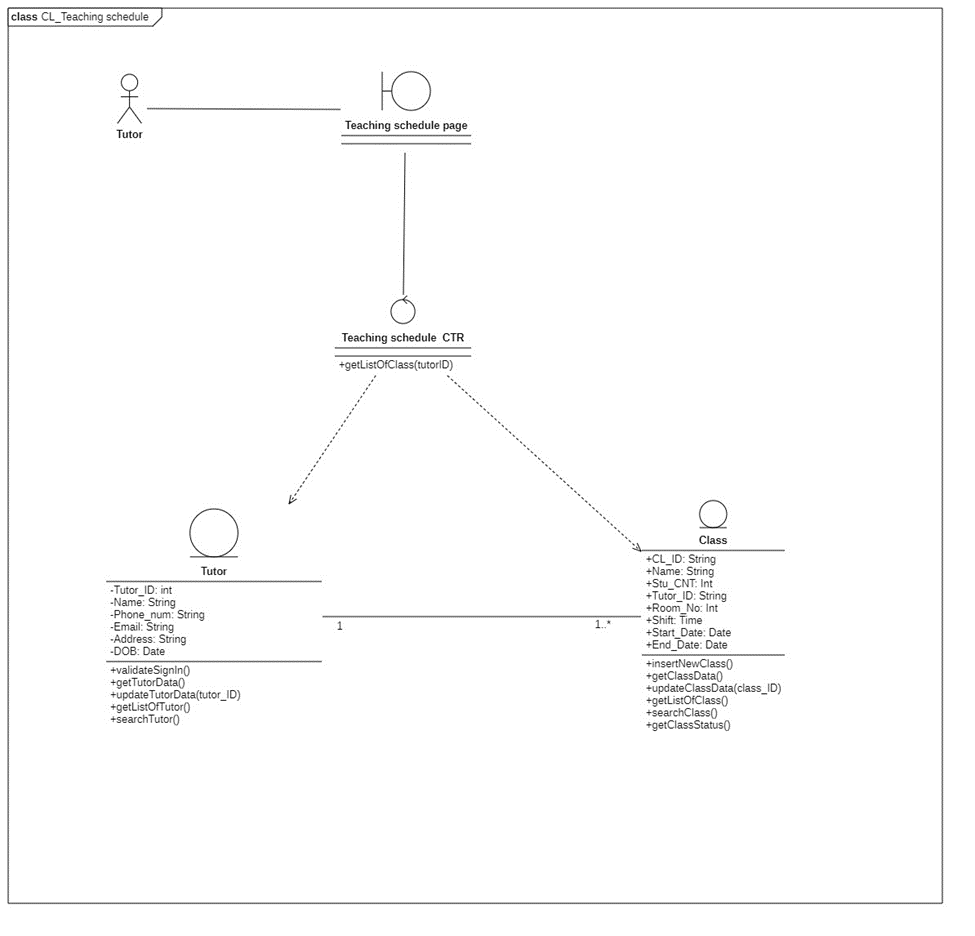 class CL_Teaching schedule
Tutor
Teaching schedule page
Teaching schedule  CTR
+getListOfClass(tutorID)
Tutor
-Tutor_ID: int
-Name: String
-Phone_num: String
-Email: String
-Address: String
-DOB: Date
+validateSignIn()
+getTutorData()
+updateTutorData(tutor_ID)
+getListOfTutor()
+searchTutor()
1
1..*
Class
+CL_ID: String
+Name: String
+Stu_CNT: Int
+Tutor_ID: String
+Room_No: Int
+Shift: Time
+Start_Date: Date
+End_Date: Date
+insertNewClass()
+getClassData()
+updateClassData(class_ID)
+getListOfClass()
+searchClass()
+getClassStatus()